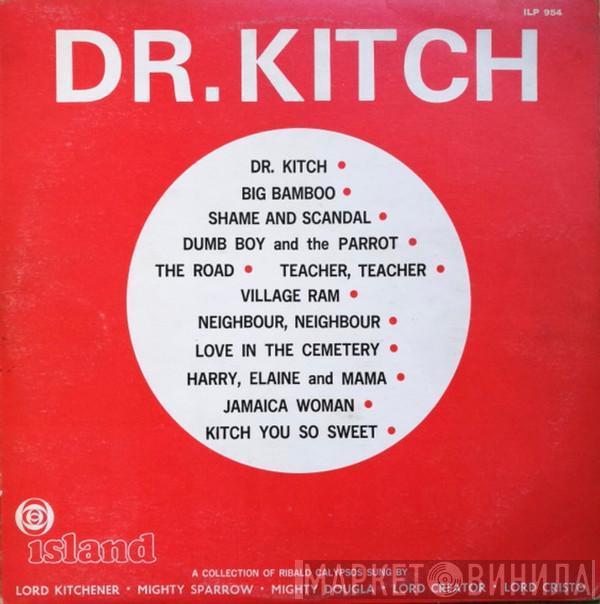 ILP 954
DR. KITCH
DR. KITCH •
BIG BAMBOO •
SHAME AND SCANDAL •
DUMB BOY and the PARROT •
THE ROAD • TEACHER, TEACHER •
VILLAGE RAM •
NEIGHBOUR, NEIGHBOUR •
LOVE IN THE CEMETERY •
HARRY, ELAINE and MAMA •
JAMAICA WOMAN •
KITCH YOU SO SWEET •
island
A COLLECTION OF RIBALD CALYPSOS SUNG BY
МАРКЕТ ВИНИЛА
LORD KITCHENER • MIGHTY SPARROW • MIGHTY DOUGLA • LORD CREATOR • LORD CRISTO